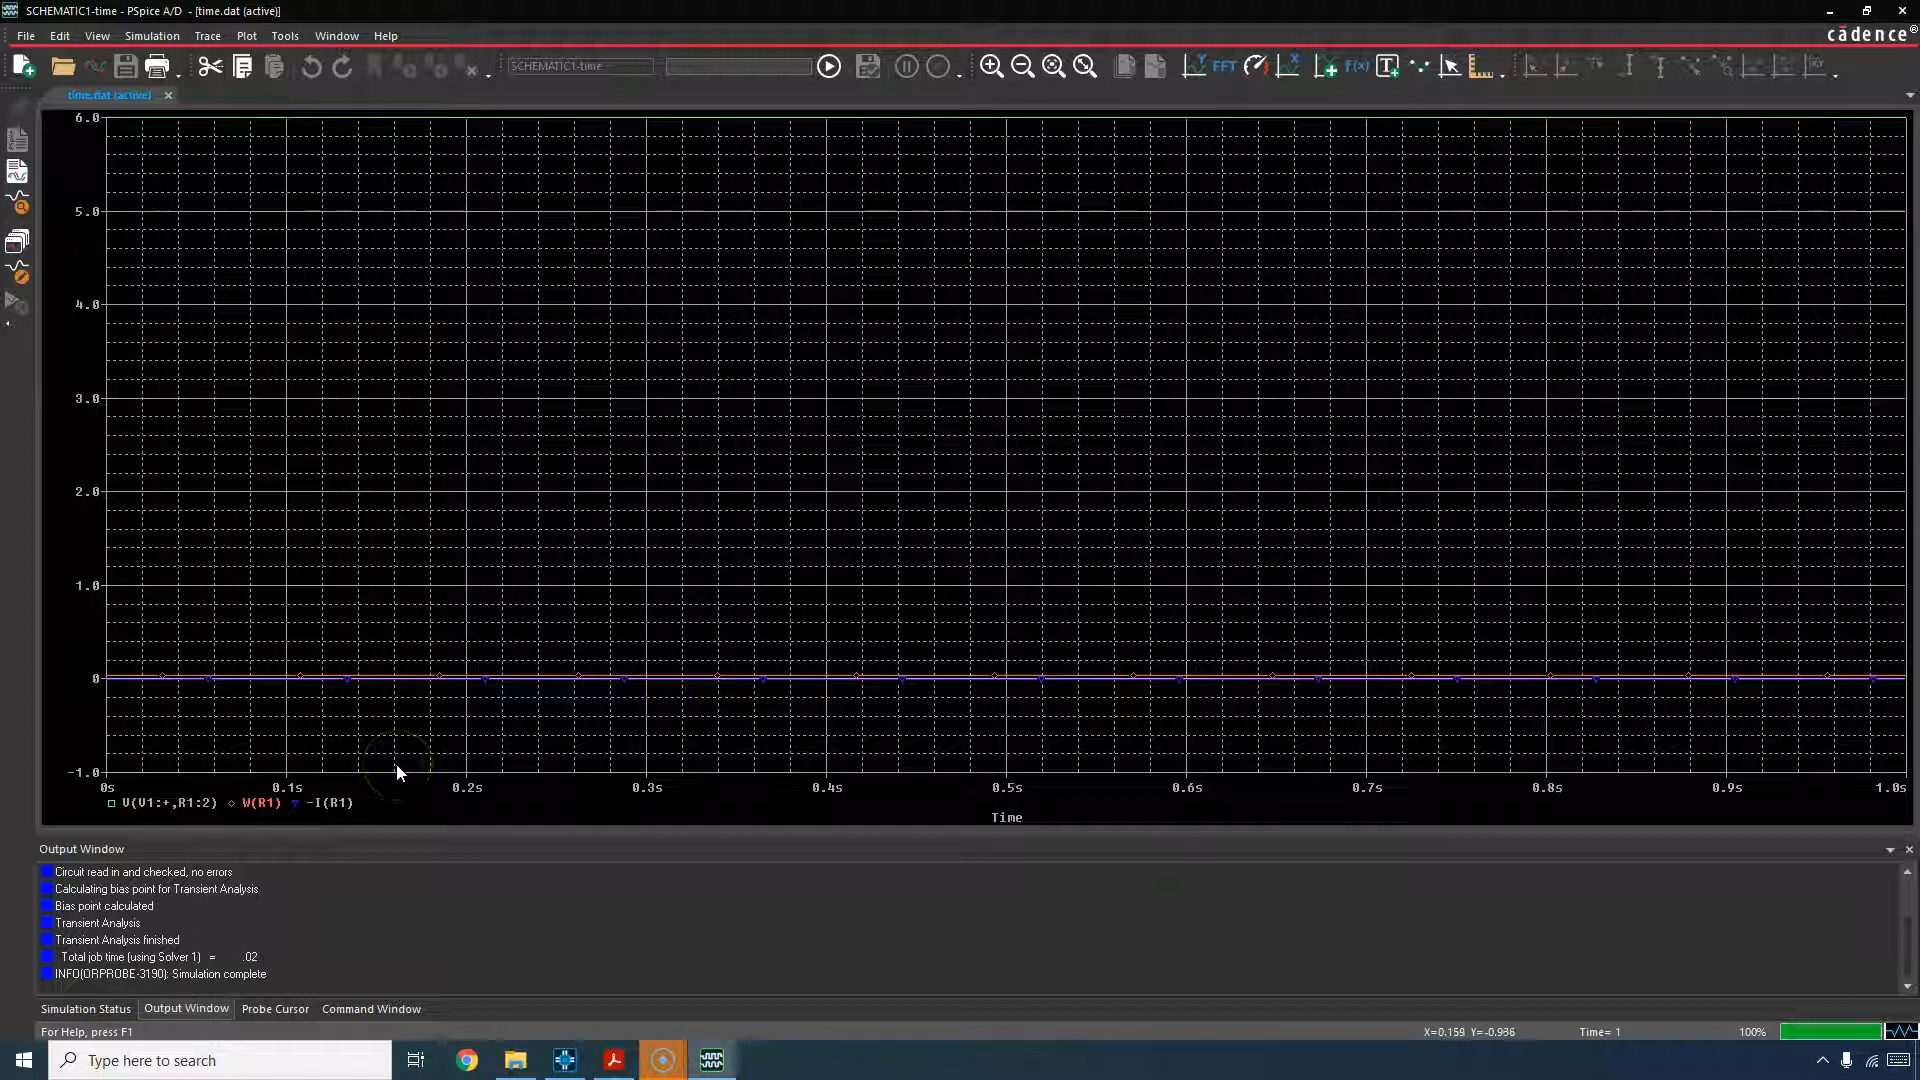 SCHEMATIC1-time - PSpice A/D - [time.dat (active)]
File Edit View Simulation Trace Plot Tools Window Help
cādence®
SCHEMATIC1-time
FFT
f(x)
time.dat (active)
6.0
5.0
4.0
3.0
2.0
1.0
0
-1.0
0s 0.1s 0.2s 0.3s 0.4s 0.5s 0.6s 0.7s 0.8s 0.9s 1.0s
V(V1:+,R1:2) W(R1) -I(R1)
Time
Output Window
Circuit read in and checked, no errors
Calculating bias point for Transient Analysis
Bias point calculated
Transient Analysis
Transient Analysis finished
Total job time (using Solver 1) = .02
INFO(ORPROBE-3190): Simulation complete
Simulation Status Output Window Probe Cursor Command Window
For Help, press F1 X=0.159 Y=-0.936 Time= 1 100%
Type here to search